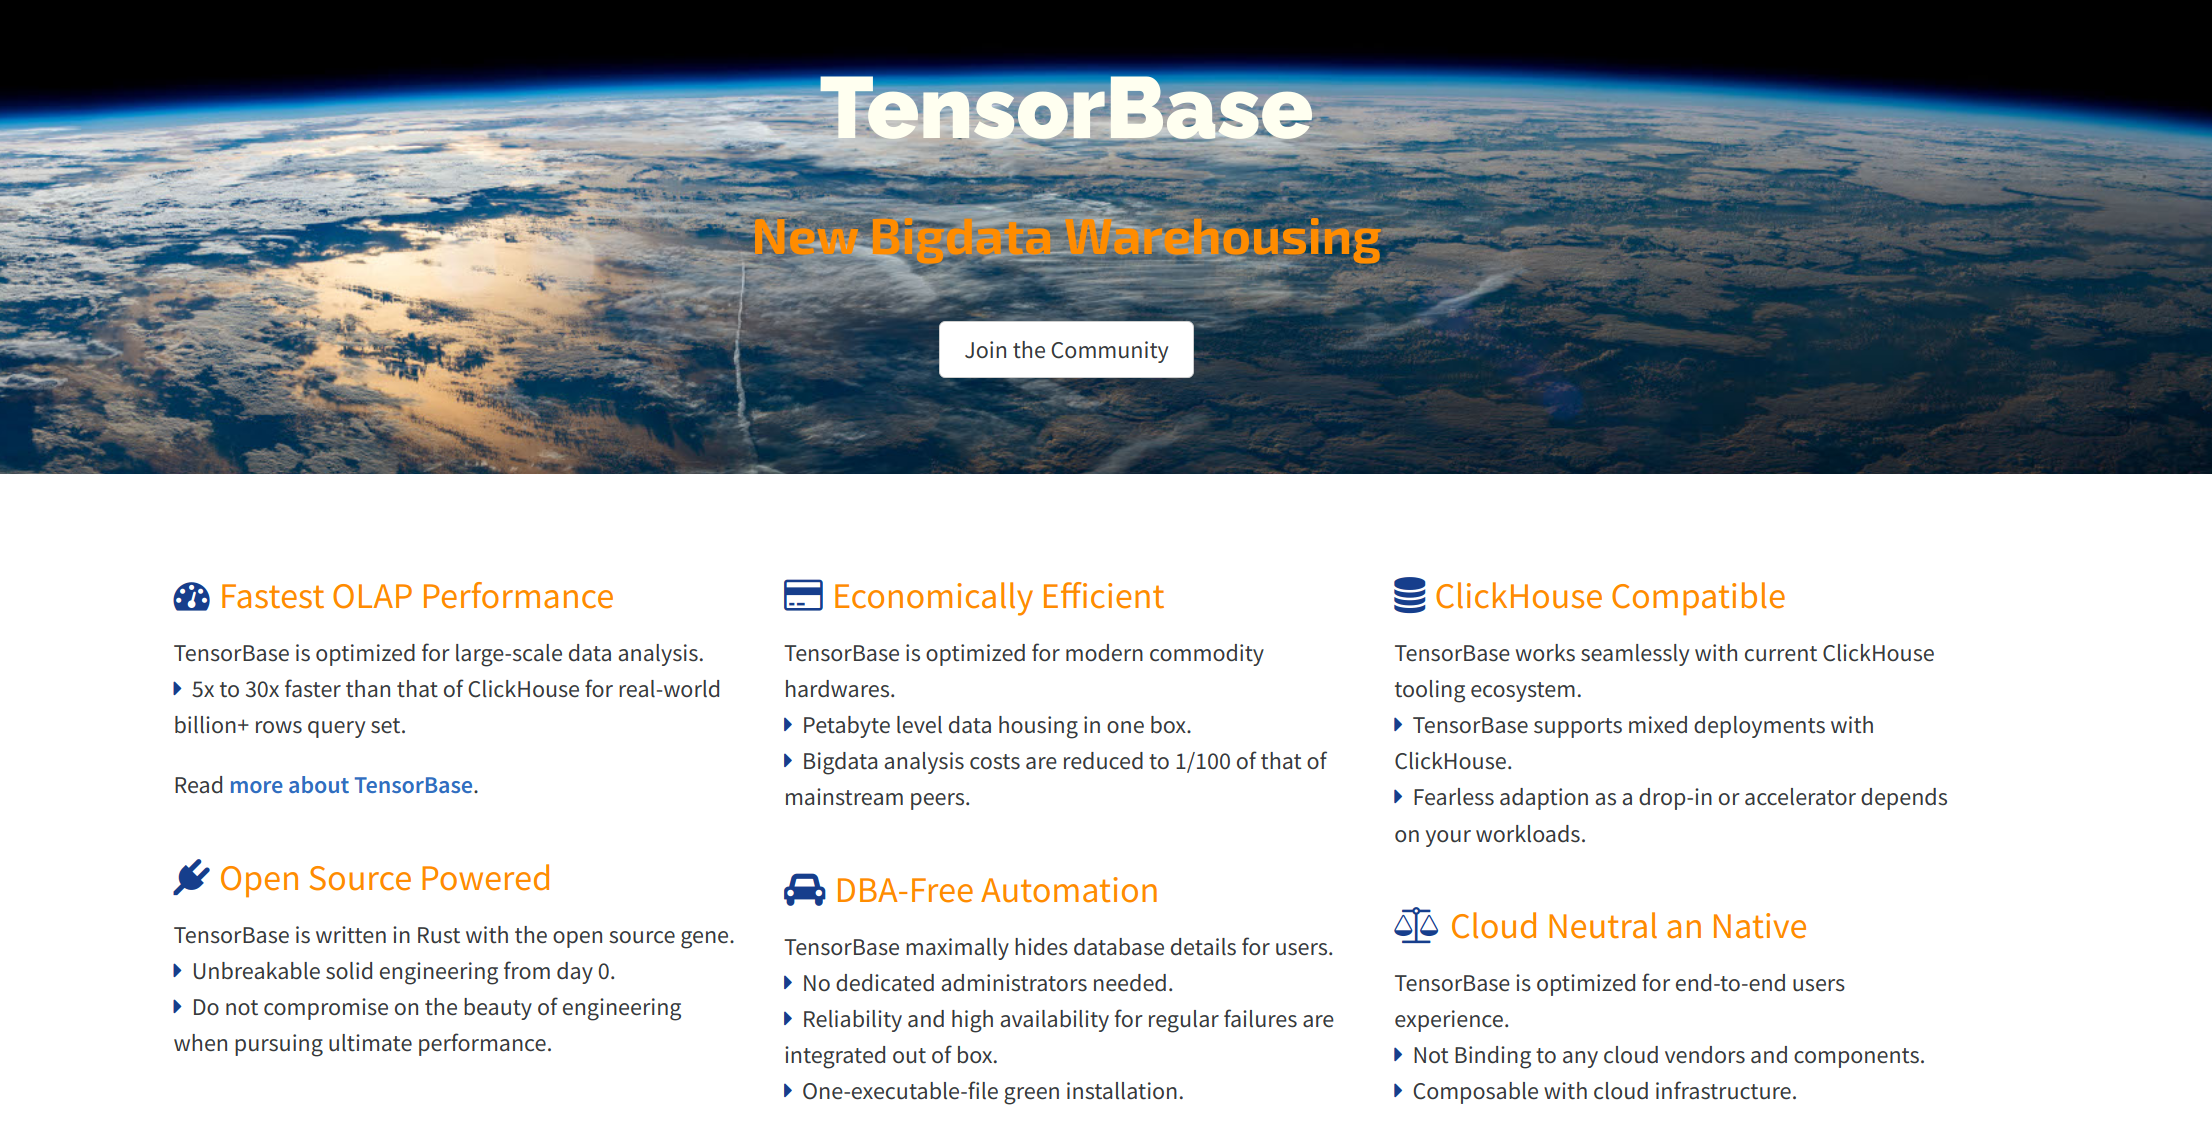 TensorBase
New Bigdata Warehousing
Join the Community
Fastest OLAP Performance
TensorBase is optimized for large-scale data analysis.
5x to 30x faster than that of ClickHouse for real-world
billion+ rows query set.
Read more about TensorBase.
Open Source Powered
TensorBase is written in Rust with the open source gene.
Unbreakable solid engineering from day 0.
Do not compromise on the beauty of engineering
when pursuing ultimate performance.
Economically Efficient
TensorBase is optimized for modern commodity
hardwares.
Petabyte level data housing in one box.
Bigdata analysis costs are reduced to 1/100 of that of
mainstream peers.
DBA-Free Automation
TensorBase maximally hides database details for users.
No dedicated administrators needed.
Reliability and high availability for regular failures are
integrated out of box.
One-executable-file green installation.
ClickHouse Compatible
TensorBase works seamlessly with current ClickHouse
tooling ecosystem.
TensorBase supports mixed deployments with
ClickHouse.
Fearless adaption as a drop-in or accelerator depends
on your workloads.
Cloud Neutral an Native
TensorBase is optimized for end-to-end users
experience.
Not Binding to any cloud vendors and components.
Composable with cloud infrastructure.